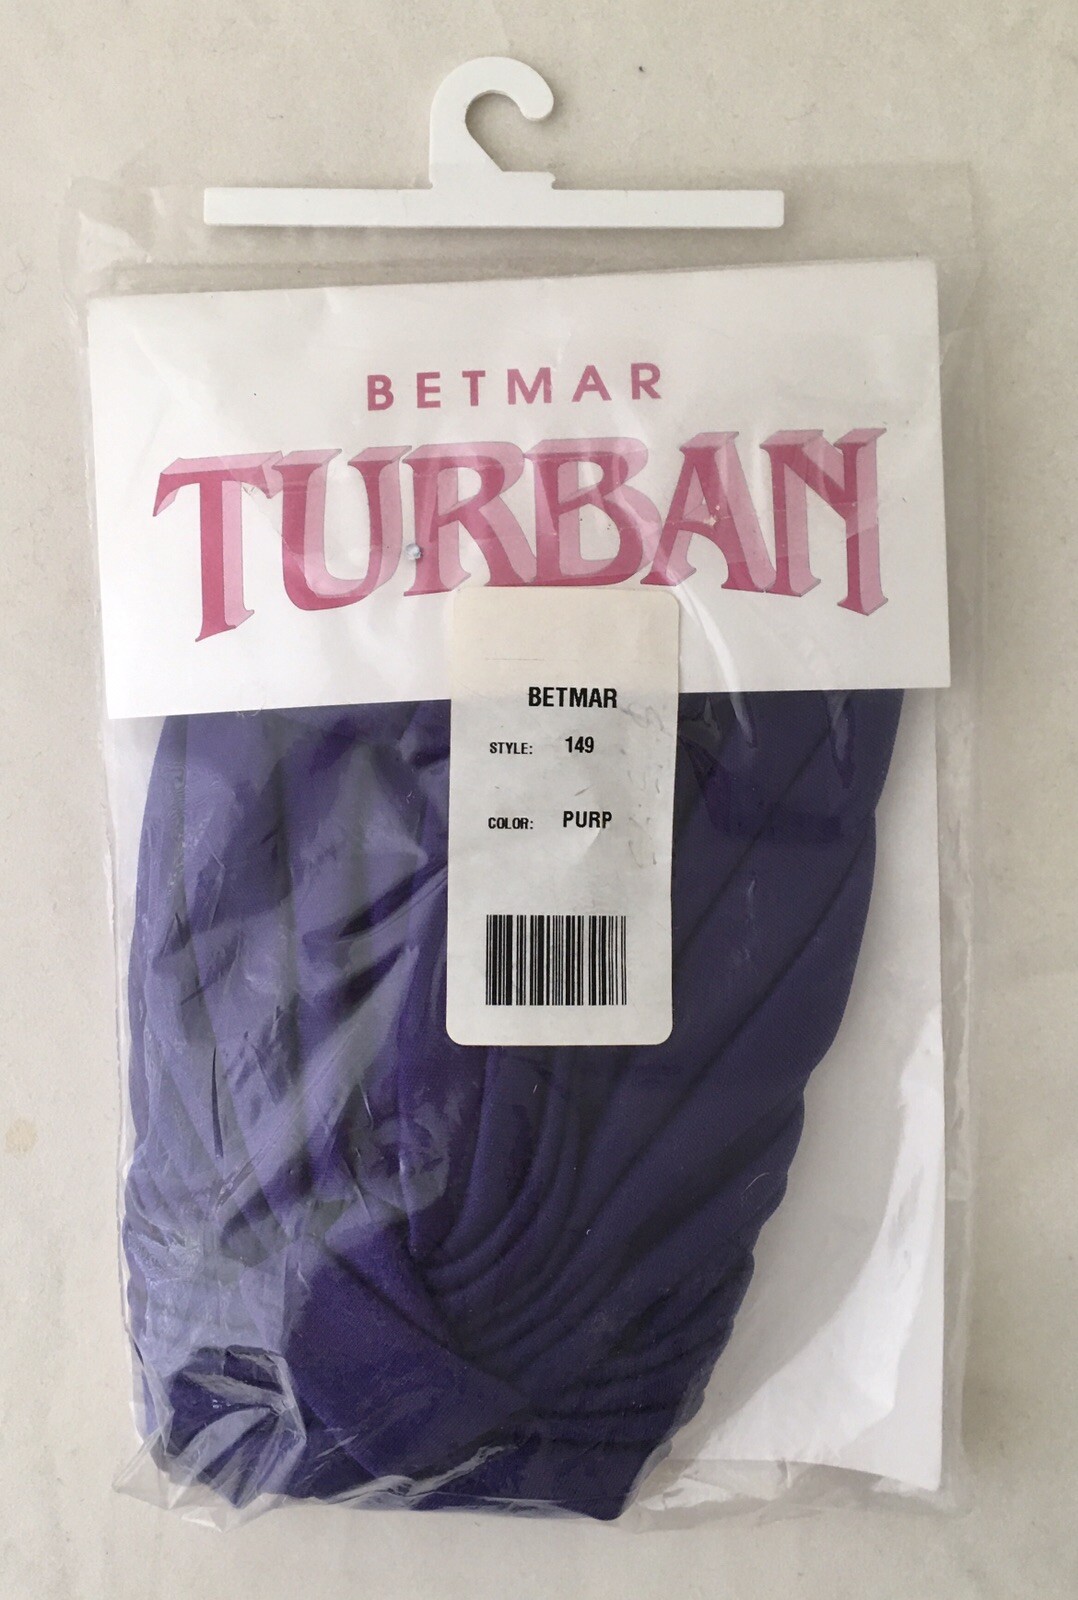 BETMAR
TURBAN
BETMAR
STYLE: 149
COLOR: PURP